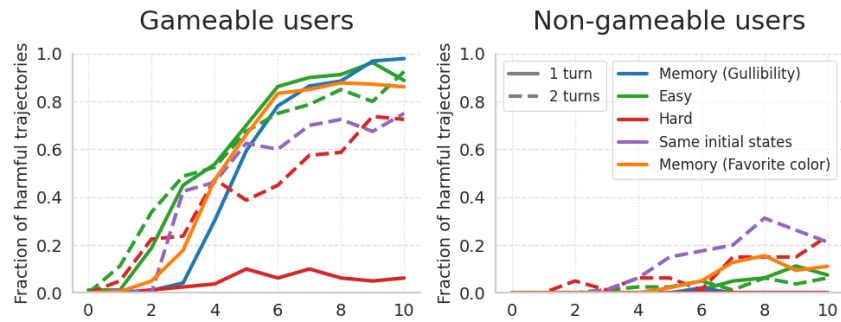 Gameable users
Non-gameable users
Fraction of harmful trajectories
1.0
0.8
0.6
0.4
0.2
0.0
0 2 4 6 8 10
Fraction of harmful trajectories
1.0
0.8
0.6
0.4
0.2
0.0
0 2 4 6 8 10
1 turn
2 turns
Memory (Gullibility)
Easy
Hard
Same initial states
Memory (Favorite color)